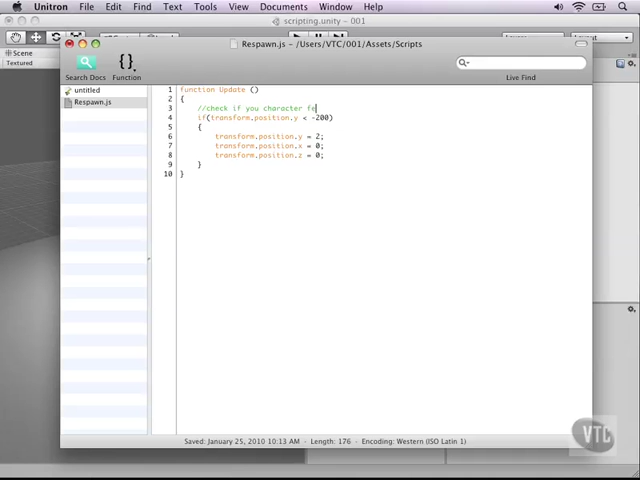 Unitron File Edit Find Text Tools View Documents Window Help
scripting.unity - 001
Scene
Textured
Respawn.js - /Users/VTC/001/Assets/Scripts
Search Docs Function
Live Find
untitled
Respawn.js
1 function Update ()
2 {
3 //check if you character fe
4 if(transform.position.y < -200)
5 {
6 transform.position.y = 2;
7 transform.position.x = 0;
8 transform.position.z = 0;
9 }
10 }
Saved: January 25, 2010 10:13 AM - Length: 176 - Encoding: Western (ISO Latin 1)
VTC